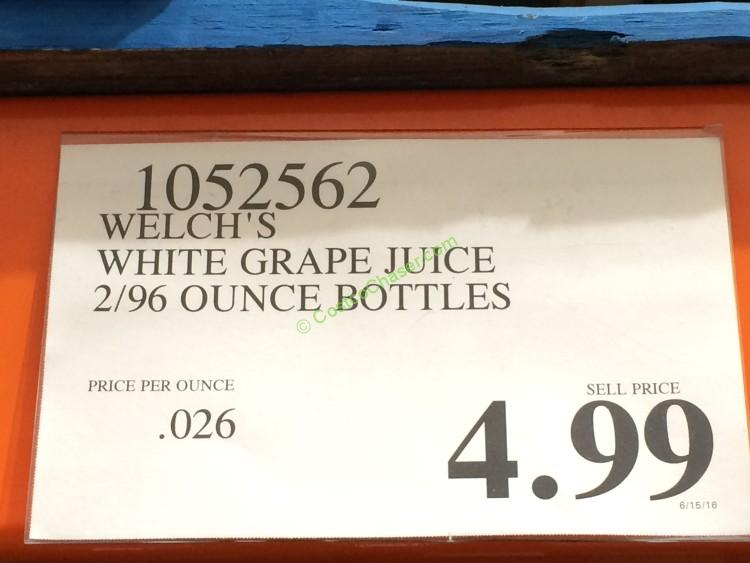 1052562
WELCH'S
WHITE GRAPE JUICE
2/96 OUNCE BOTTLES
© CostcoChaser.com
PRICE PER OUNCE
.026
SELL PRICE
4.99
6/15/16